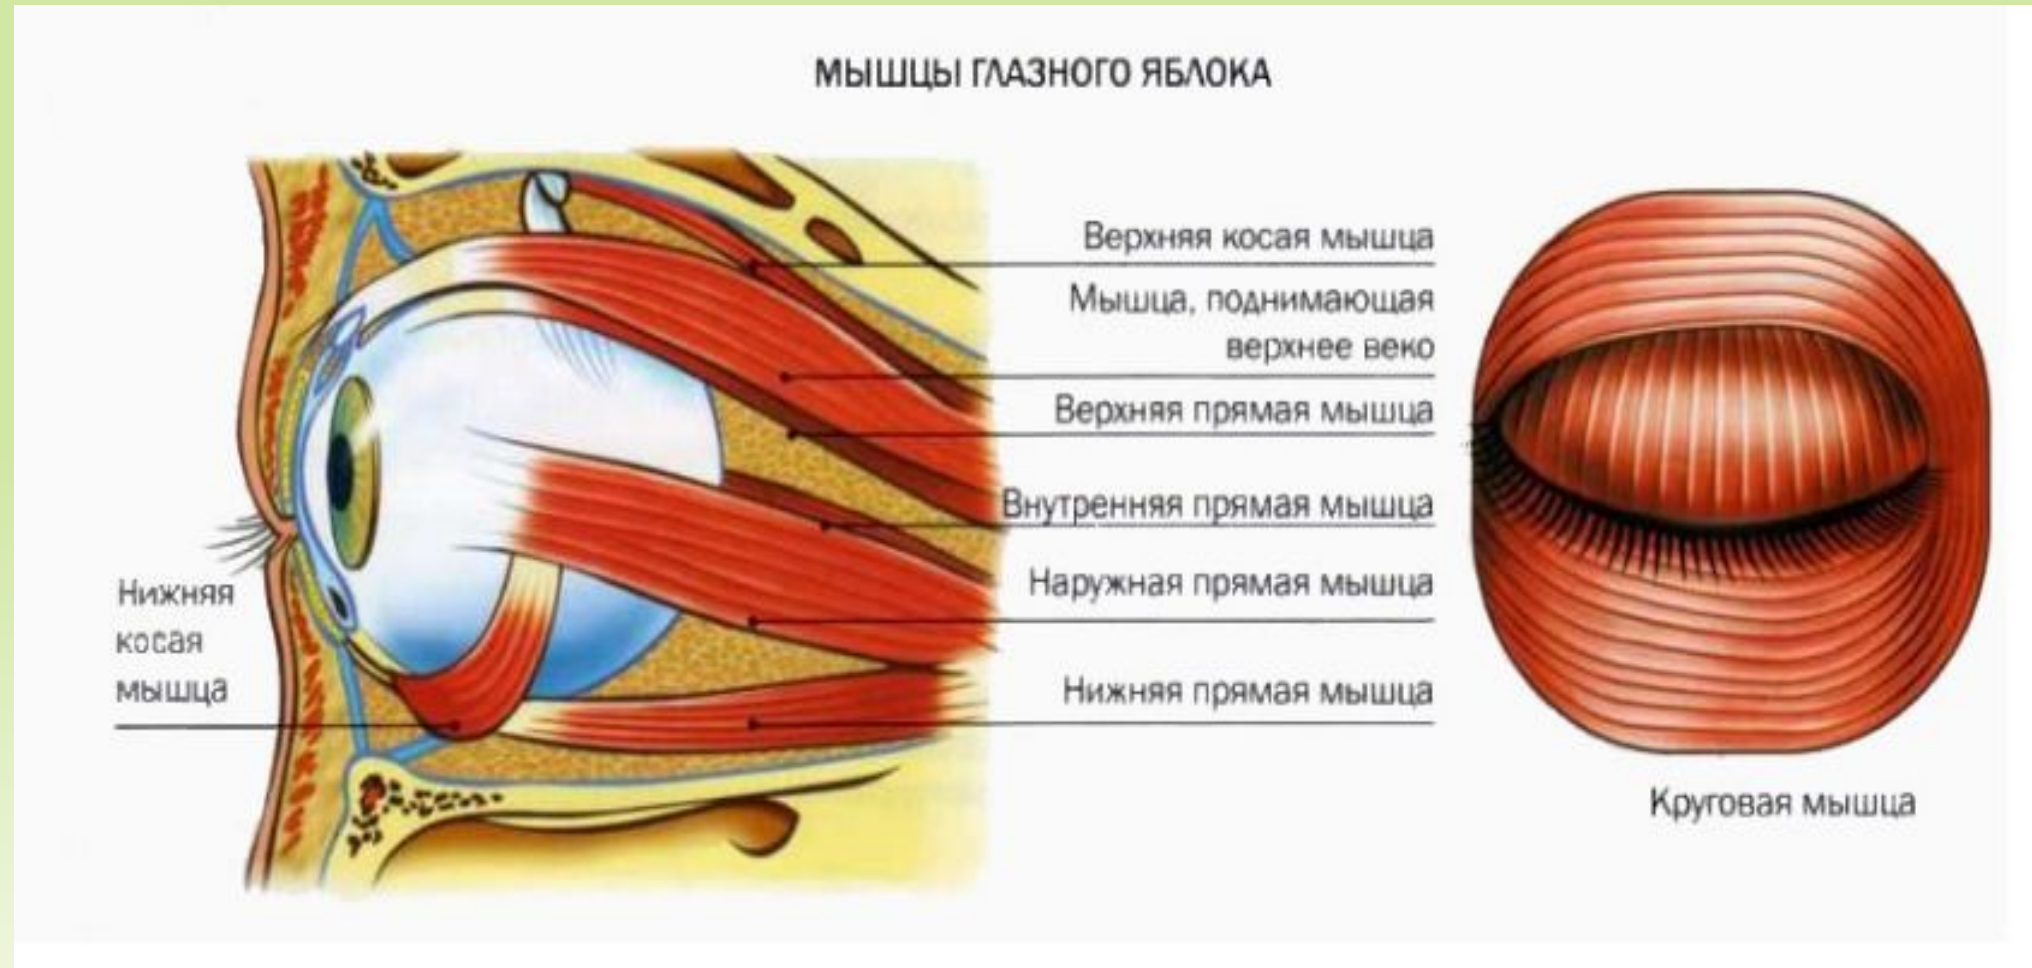 МЫШЦЫ ГЛАЗНОГО ЯБЛОКА
Верхняя косая мышца
Мышца, поднимающая
верхнее веко
Верхняя прямая мышца
Внутренняя прямая мышца
Наружная прямая мышца
Нижняя прямая мышца
Нижняя
косая
мышца
Круговая мышца